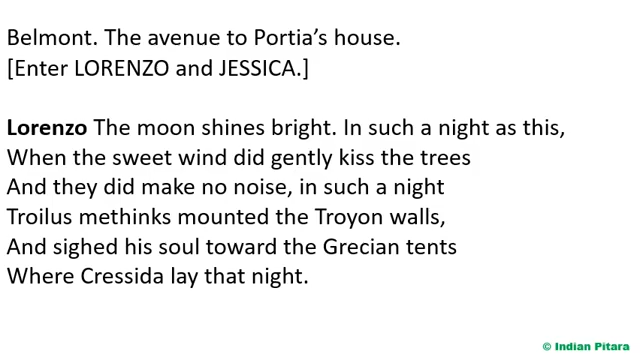 Belmont. The avenue to Portia’s house.
[Enter LORENZO and JESSICA.]
Lorenzo The moon shines bright. In such a night as this,
When the sweet wind did gently kiss the trees
And they did make no noise, in such a night
Troilus methinks mounted the Troyon walls,
And sighed his soul toward the Grecian tents
Where Cressida lay that night.
© Indian Pitara